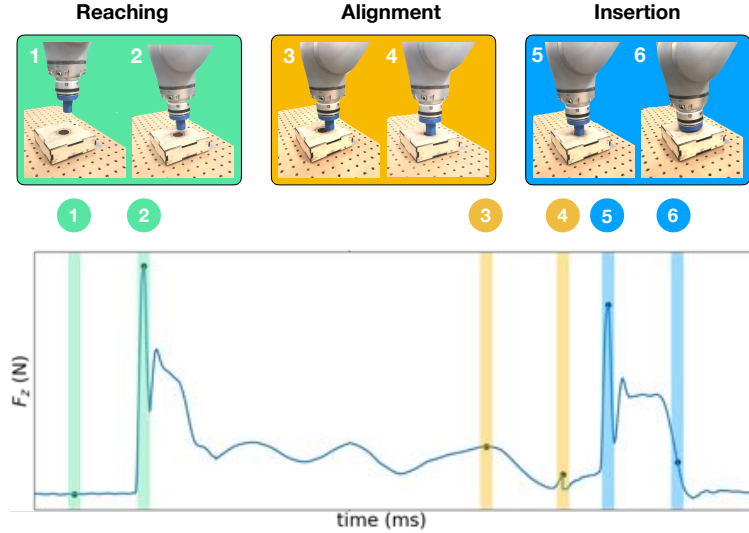 Reaching Alignment Insertion
1 2 3 4 5 6
1 2 3 4 5 6
F_z (N)
time (ms)